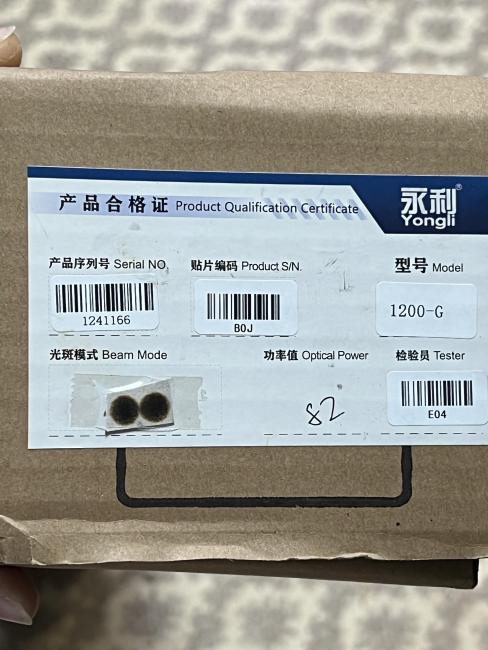 产品合格证 Product Qualification Certificate
永利®
Yongli
产品序列号 Serial NO.
贴片编码 Product S/N.
型号 Model
1241166
B0J
1200-G
光斑模式 Beam Mode
功率值 Optical Power
检验员 Tester
82
E04